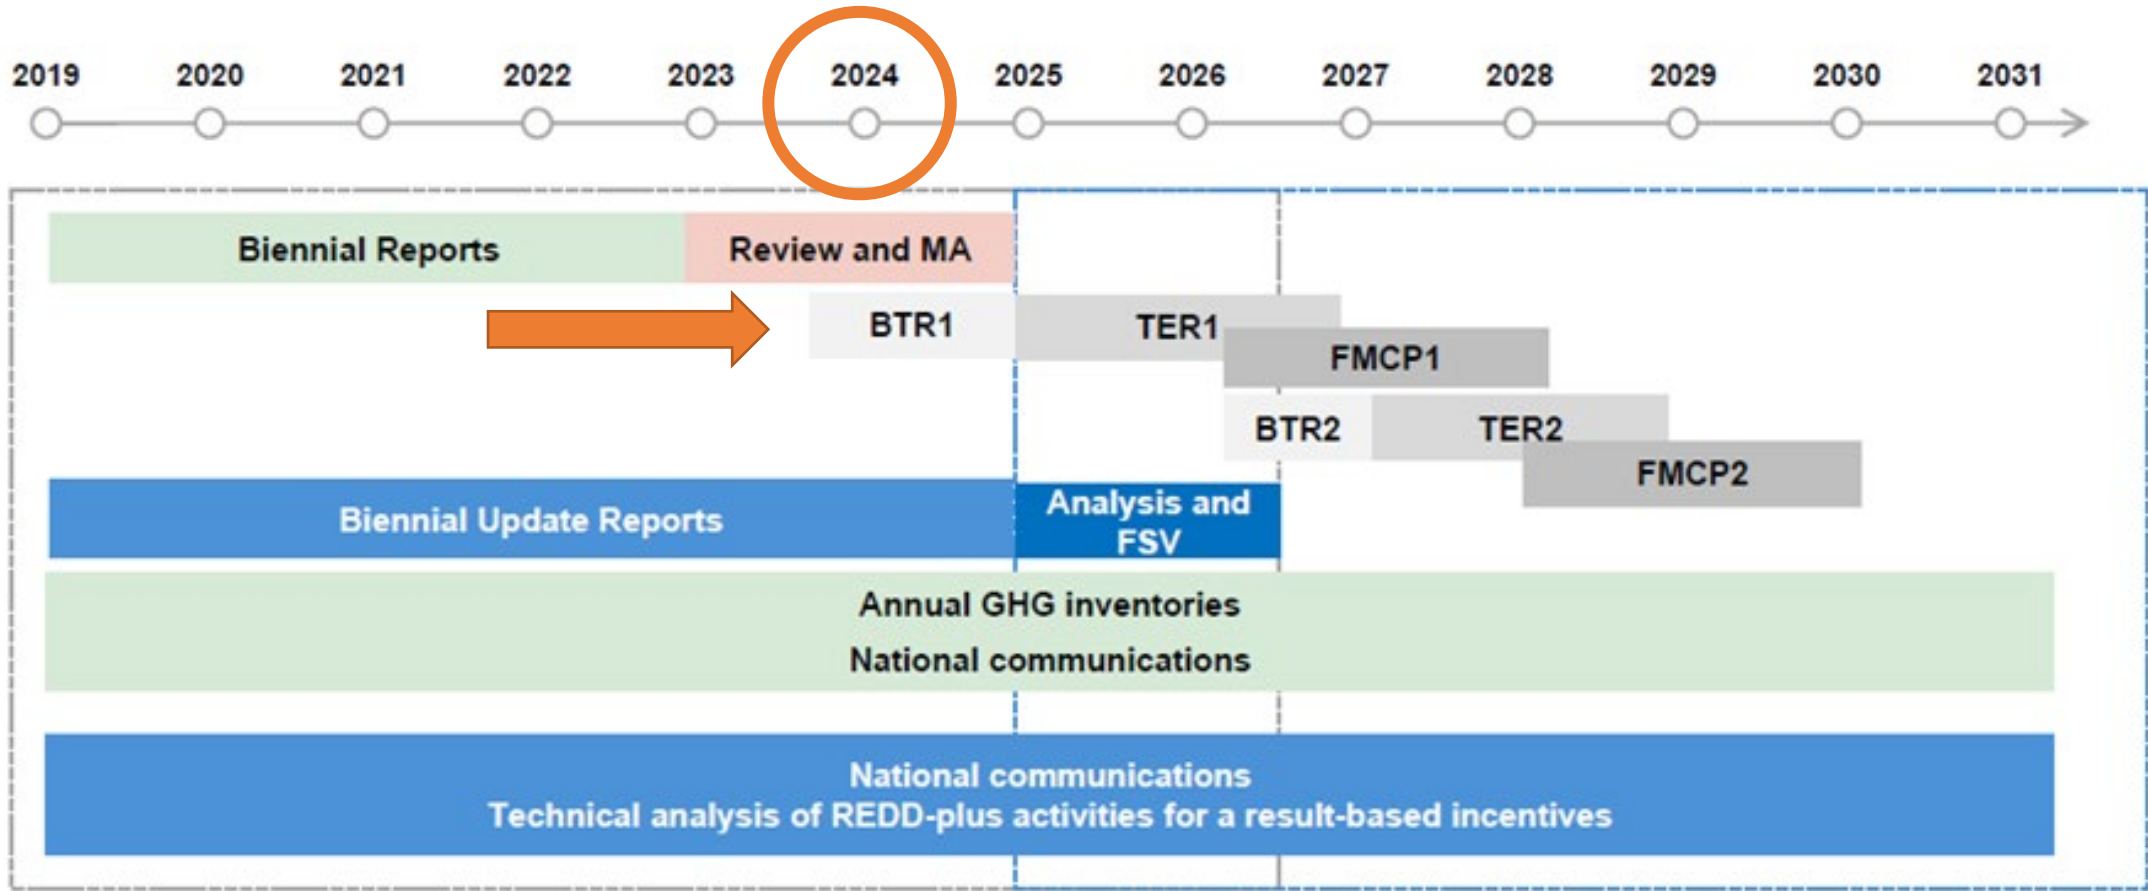 2019 2020 2021 2022 2023 2024 2025 2026 2027 2028 2029 2030 2031
Biennial Reports
Review and MA
BTR1
TER1
FMCP1
BTR2
TER2
FMCP2
Biennial Update Reports
Analysis and
FSV
Annual GHG inventories
National communications
National communications
Technical analysis of REDD-plus activities for a result-based incentives